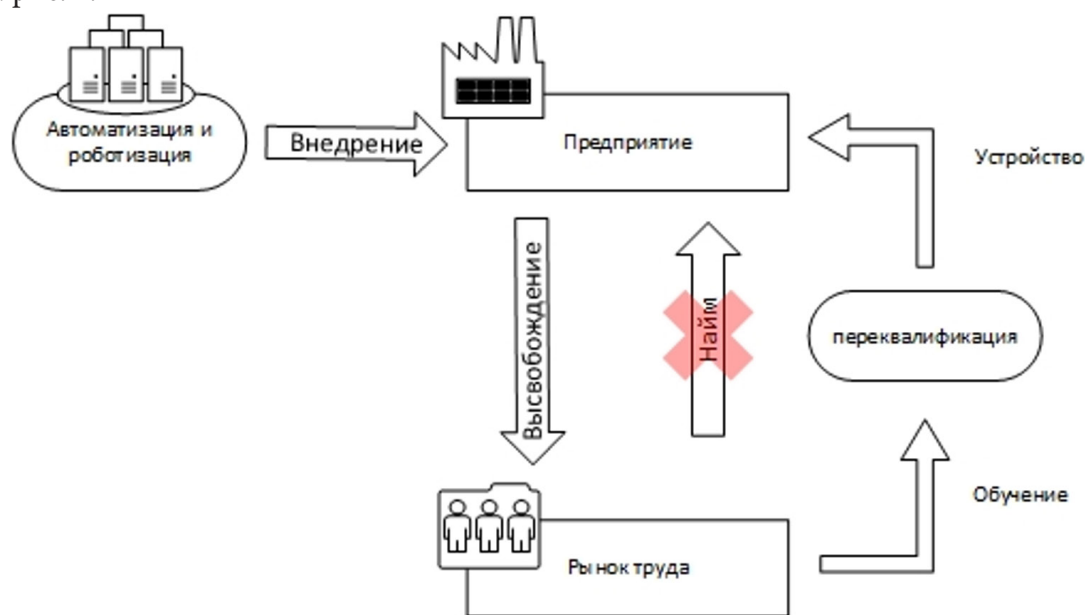 Автоматизация и
роботизация
Внедрение
Предприятие
Устройство
Высвобождение
Найм
переквалификация
Обучение
Рынок труда